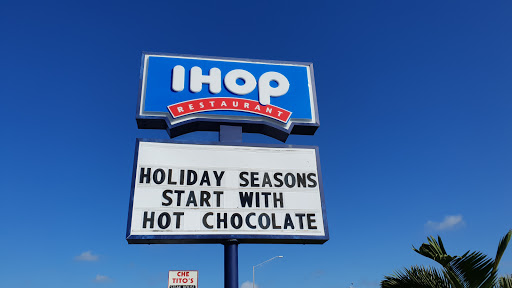 IHOP
RESTAURANT
HOLIDAY SEASONS
START WITH
HOT CHOCOLATE
CHE
TITO'S